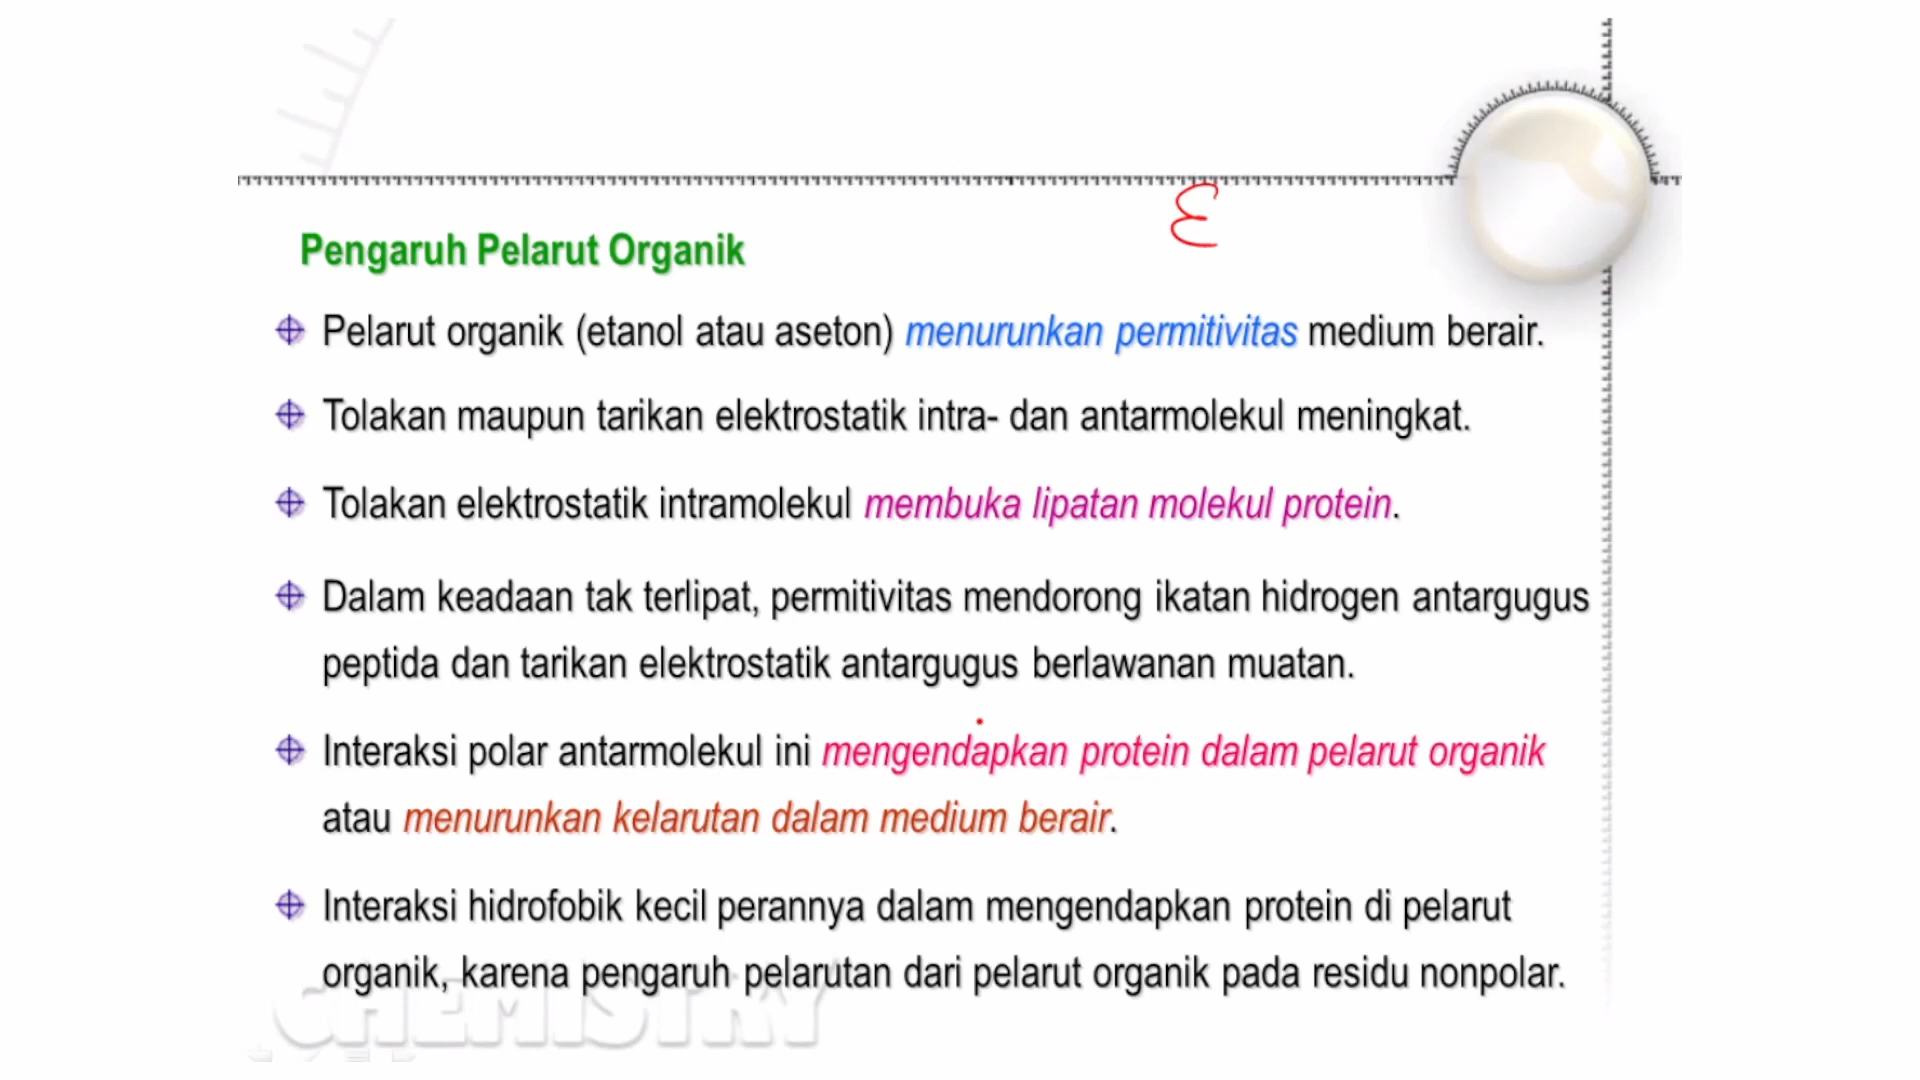 ε
Pengaruh Pelarut Organik
Pelarut organik (etanol atau aseton) menurunkan permitivitas medium berair.
Tolakan maupun tarikan elektrostatik intra- dan antarmolekul meningkat.
Tolakan elektrostatik intramolekul membuka lipatan molekul protein.
Dalam keadaan tak terlipat, permitivitas mendorong ikatan hidrogen antargugus
peptida dan tarikan elektrostatik antargugus berlawanan muatan.
Interaksi polar antarmolekul ini mengendapkan protein dalam pelarut organik
atau menurunkan kelarutan dalam medium berair.
Interaksi hidrofobik kecil perannya dalam mengendapkan protein di pelarut
organik, karena pengaruh pelarutan dari pelarut organik pada residu nonpolar.
CHEMISTRY